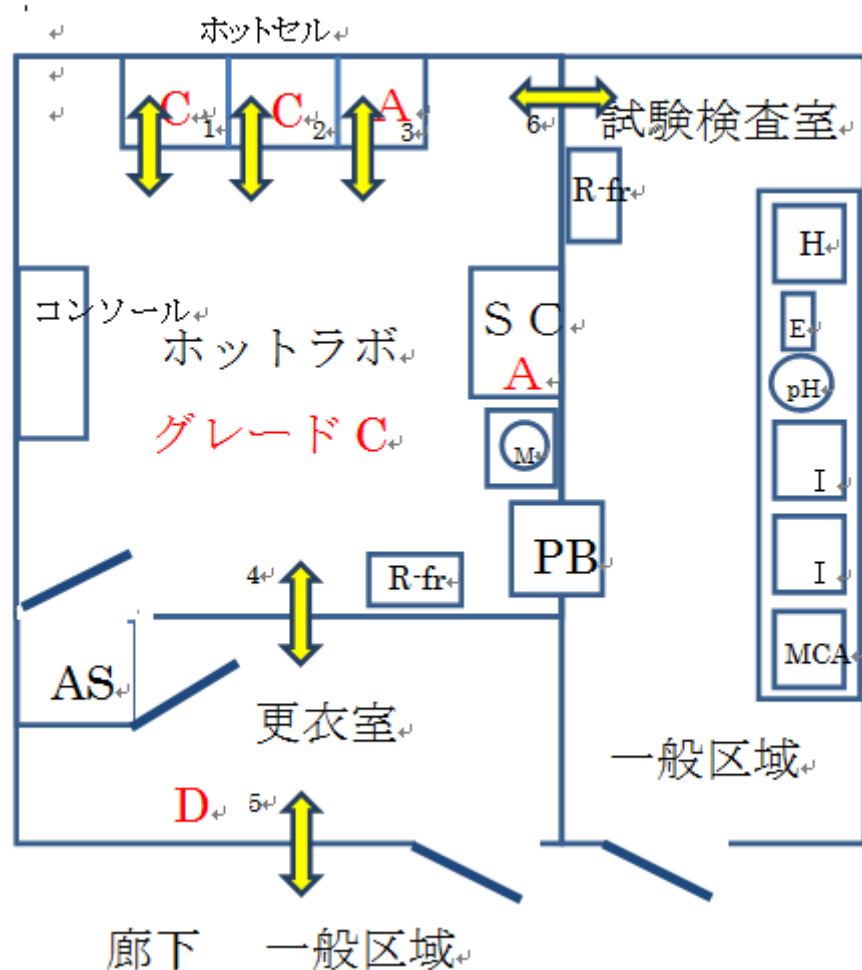 ホットセル
C 1 C 2 A 3
6 試験検査室
R-fr
H
コンソール
S C
E
ホットラボ
A
pH
グレード C
M
I
PB
I
4
R-fr
MCA
AS
更衣室
一般区域
D 5
廊下 一般区域